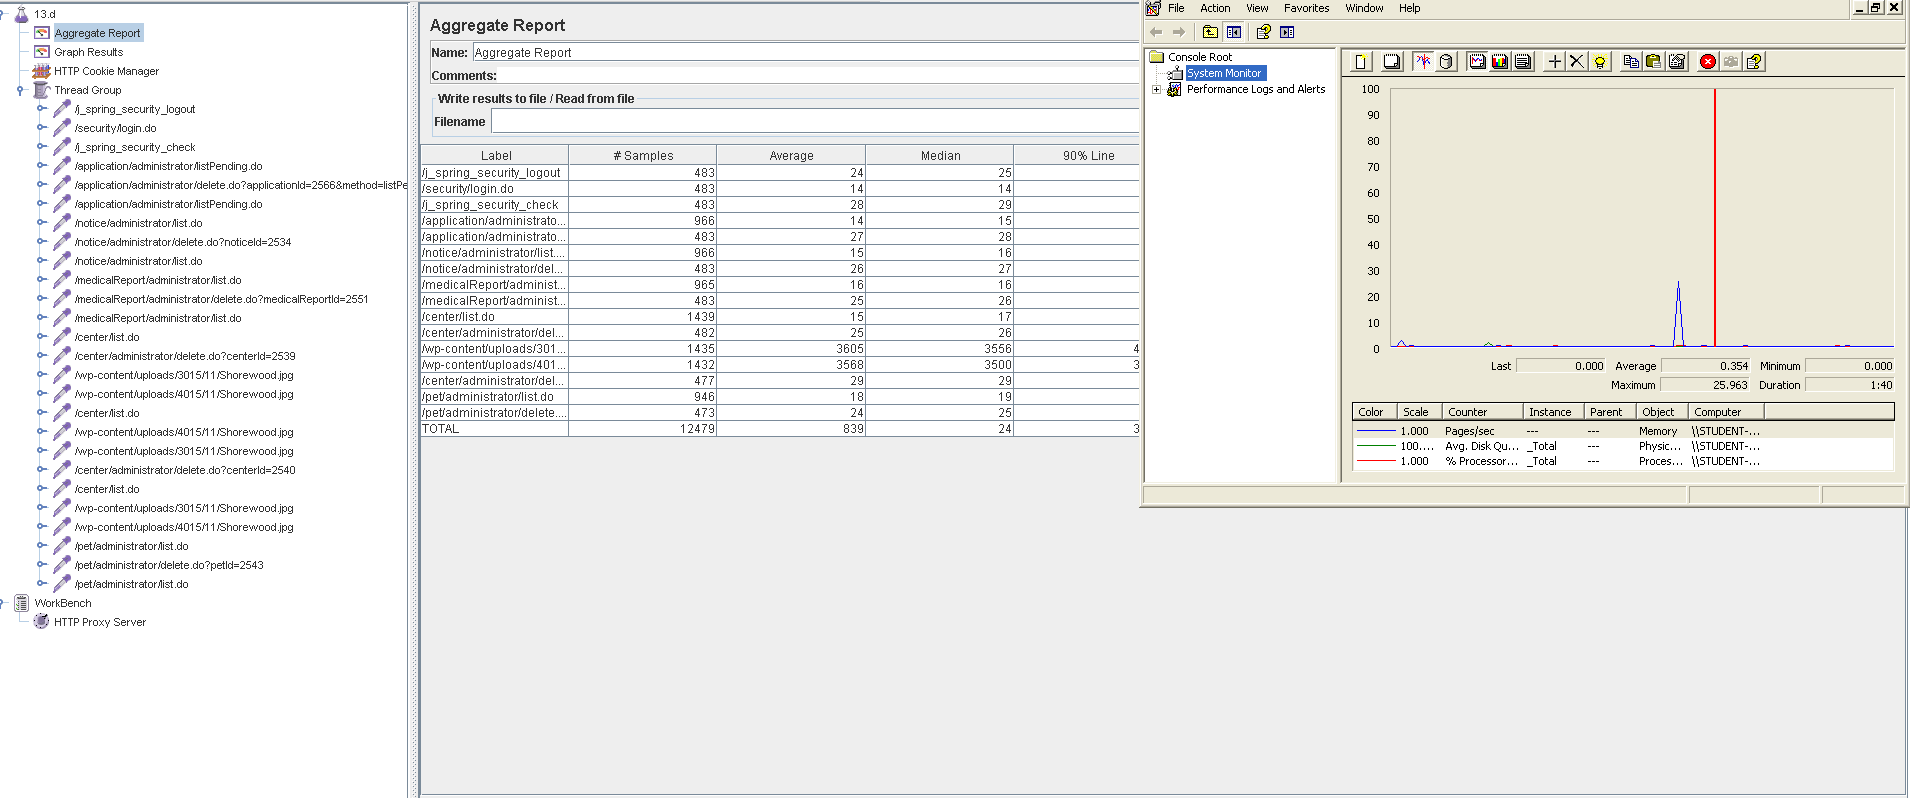 13.d
Aggregate Report
Graph Results
HTTP Cookie Manager
Thread Group
/j_spring_security_logout
/security/login.do
/j_spring_security_check
/application/administrator/listPending.do
/application/administrator/delete.do?applicationId=2566&method=listPe
/application/administrator/listPending.do
/notice/administrator/list.do
/notice/administrator/delete.do?noticeId=2534
/notice/administrator/list.do
/medicalReport/administrator/list.do
/medicalReport/administrator/delete.do?medicalReportId=2551
/medicalReport/administrator/list.do
/center/list.do
/center/administrator/delete.do?centerId=2539
/wp-content/uploads/3015/11/Shorewood.jpg
/wp-content/uploads/4015/11/Shorewood.jpg
/center/list.do
/wp-content/uploads/4015/11/Shorewood.jpg
/wp-content/uploads/3015/11/Shorewood.jpg
/center/administrator/delete.do?centerId=2540
/center/list.do
/wp-content/uploads/3015/11/Shorewood.jpg
/wp-content/uploads/4015/11/Shorewood.jpg
/pet/administrator/list.do
/pet/administrator/delete.do?petId=2543
/pet/administrator/list.do
WorkBench
HTTP Proxy Server
Aggregate Report
Name: Aggregate Report
Comments:
Write results to file / Read from file
Filename
Label # Samples Average Median 90% Line
/j_spring_security_logout 483 24 25
/security/login.do 483 14 14
/j_spring_security_check 483 28 29
/application/administrato... 966 14 15
/application/administrato... 483 27 28
/notice/administrator/list.... 966 15 16
/notice/administrator/del... 483 26 27
/medicalReport/administ... 965 16 16
/medicalReport/administ... 483 25 26
/center/list.do 1439 15 17
/center/administrator/del... 482 25 26
/wp-content/uploads/301... 1435 3605 3556 4
/wp-content/uploads/401... 1432 3568 3500 3
/center/administrator/del... 477 29 29
/pet/administrator/list.do 946 18 19
/pet/administrator/delete.... 473 24 25
TOTAL 12479 839 24 3
File Action View Favorites Window Help
Console Root
System Monitor
Performance Logs and Alerts
100
90
80
70
60
50
40
30
20
10
0
Last 0.000 Average 0.354 Minimum 0.000
Maximum 25.963 Duration 1:40
Color Scale Counter Instance Parent Object Computer
1.000 Pages/sec --- --- Memory \\STUDENT-...
100.... Avg. Disk Qu... _Total --- Physic... \\STUDENT-...
1.000 % Processor... _Total --- Proces... \\STUDENT-...